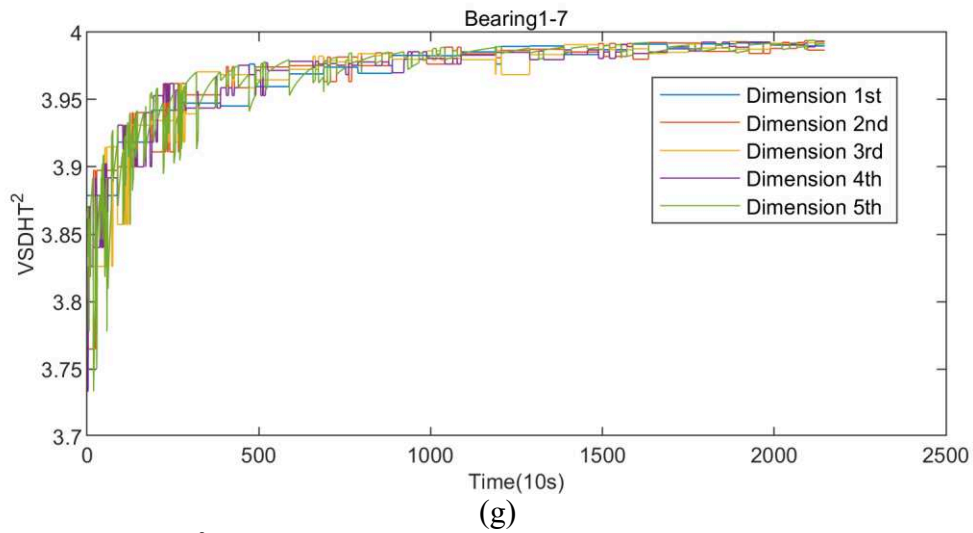 Bearing1-7
4
3.95
3.9
3.85
3.8
3.75
3.7
VSDHT²
Dimension 1st
Dimension 2nd
Dimension 3rd
Dimension 4th
Dimension 5th
0 500 1000 1500 2000 2500
Time(10s)
(g)